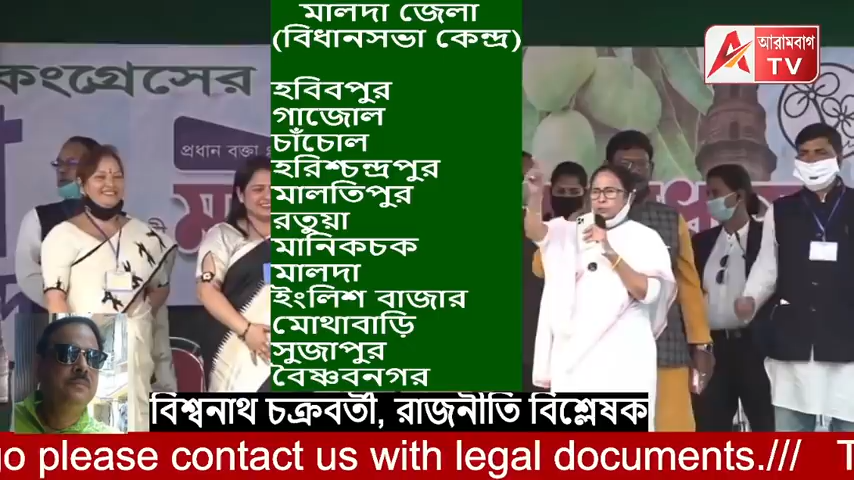 মালদা জেলা
(বিধানসভা কেন্দ্র)
হবিবপুর
গাজোল
চাঁচোল
হরিশ্চন্দ্রপুর
মালতিপুর
রতুয়া
মানিকচক
মালদা
ইংলিশ বাজার
মোথাবাড়ি
সুজাপুর
বৈষ্ণবনগর
আরামবাগ
TV
কংগ্রেসের
প্রধান বক্তা
বিশ্বনাথ চক্রবর্তী, রাজনীতি বিশ্লেষক
go please contact us with legal documents./// T